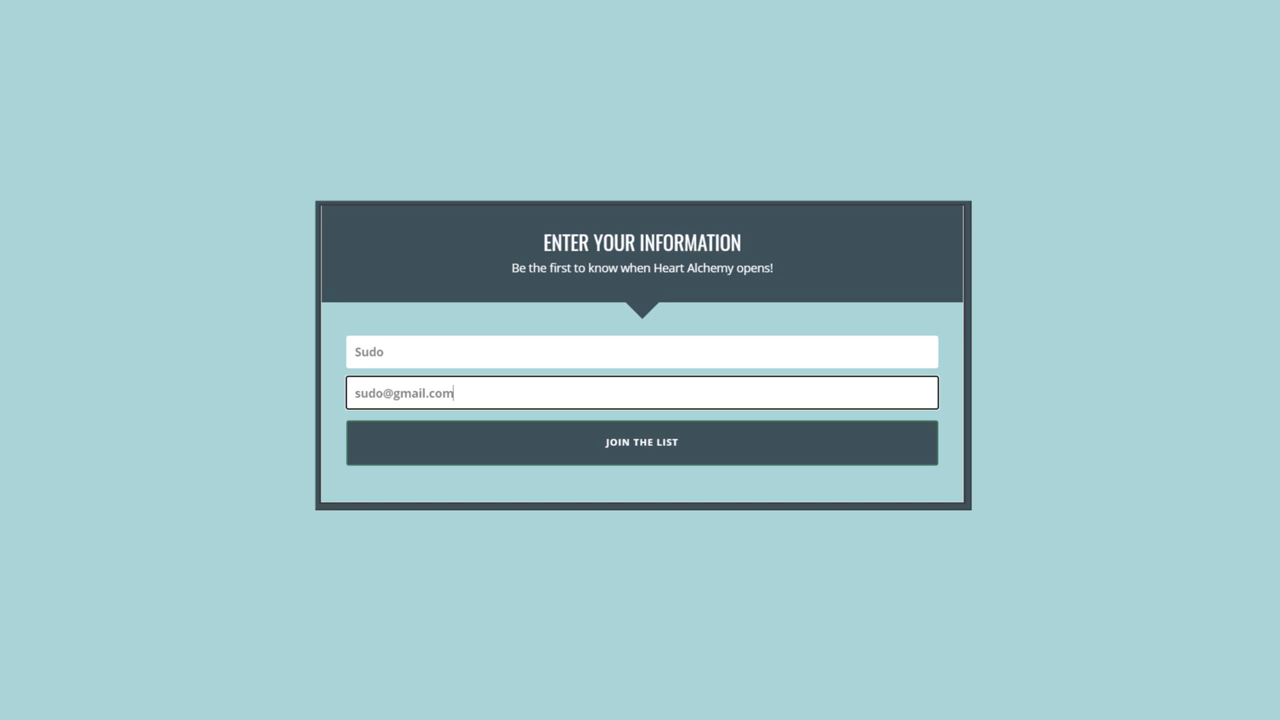 ENTER YOUR INFORMATION
Be the first to know when Heart Alchemy opens!
Sudo
sudo@gmail.com
JOIN THE LIST